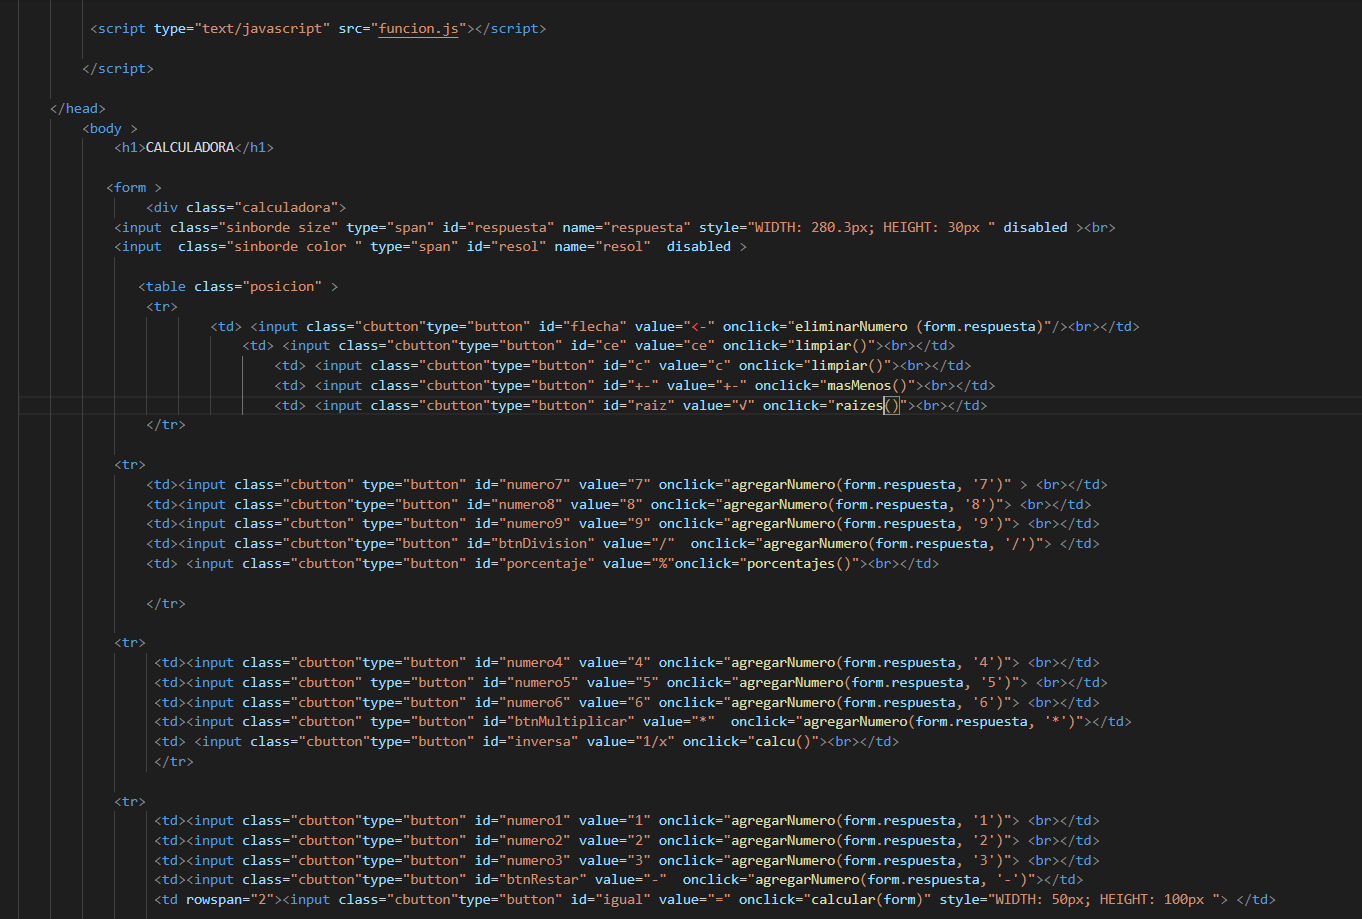 <script type="text/javascript" src="funcion.js"></script>
</script>
</head>
<body >
<h1>CALCULADORA</h1>
<form >
<div class="calculadora">
<input class="sinborde size" type="span" id="respuesta" name="respuesta" style="WIDTH: 280.3px; HEIGHT: 30px " disabled ><br>
<input  class="sinborde color " type="span" id="resol" name="resol"  disabled >
<table class="posicion" >
<tr>
<td> <input class="cbutton"type="button" id="flecha" value="<-" onclick="eliminarNumero (form.respuesta)"/><br></td>
<td> <input class="cbutton"type="button" id="ce" value="ce" onclick="limpiar()"><br></td>
<td> <input class="cbutton"type="button" id="c" value="c" onclick="limpiar()"><br></td>
<td> <input class="cbutton"type="button" id="+-" value="+-" onclick="masMenos()"><br></td>
<td> <input class="cbutton"type="button" id="raiz" value="√" onclick="raizes()"><br></td>
</tr>
<tr>
<td><input class="cbutton" type="button" id="numero7" value="7" onclick="agregarNumero(form.respuesta, '7')" > <br></td>
<td><input class="cbutton"type="button" id="numero8" value="8" onclick="agregarNumero(form.respuesta, '8')"> <br></td>
<td><input class="cbutton" type="button" id="numero9" value="9" onclick="agregarNumero(form.respuesta, '9')"> <br></td>
<td><input class="cbutton"type="button" id="btnDivision" value="/"  onclick="agregarNumero(form.respuesta, '/')"> </td>
<td> <input class="cbutton"type="button" id="porcentaje" value="%"onclick="porcentajes()"><br></td>
</tr>
<tr>
<td><input class="cbutton"type="button" id="numero4" value="4" onclick="agregarNumero(form.respuesta, '4')"> <br></td>
<td><input class="cbutton" type="button" id="numero5" value="5" onclick="agregarNumero(form.respuesta, '5')"> <br></td>
<td><input class="cbutton"type="button" id="numero6" value="6" onclick="agregarNumero(form.respuesta, '6')"> <br></td>
<td><input class="cbutton" type="button" id="btnMultiplicar" value="*"  onclick="agregarNumero(form.respuesta, '*')"></td>
<td> <input class="cbutton"type="button" id="inversa" value="1/x" onclick="calcu()"><br></td>
</tr>
<tr>
<td><input class="cbutton"type="button" id="numero1" value="1" onclick="agregarNumero(form.respuesta, '1')"> <br></td>
<td><input class="cbutton"type="button" id="numero2" value="2" onclick="agregarNumero(form.respuesta, '2')"> <br></td>
<td><input class="cbutton"type="button" id="numero3" value="3" onclick="agregarNumero(form.respuesta, '3')"> <br></td>
<td><input class="cbutton"type="button" id="btnRestar" value="-"  onclick="agregarNumero(form.respuesta, '-')"></td>
<td rowspan="2"><input class="cbutton"type="button" id="igual" value="=" onclick="calcular(form)" style="WIDTH: 50px; HEIGHT: 100px "> </td>